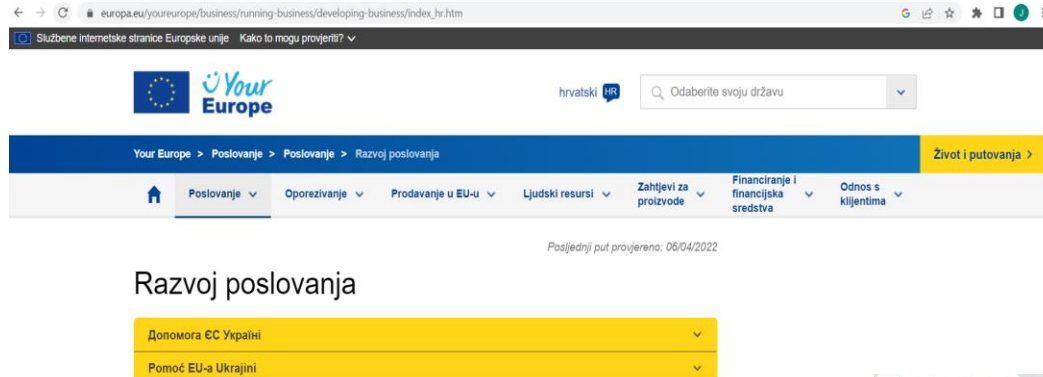 europa.eu/youreurope/business/running-business/developing-business/index_hr.htm
Službene internetske stranice Europske unije Kako to mogu provjeriti?
Your
Europe
hrvatski HR
Odaberite svoju državu
Your Europe > Poslovanje > Poslovanje > Razvoj poslovanja
Život i putovanja >
Poslovanje
Oporezivanje
Prodavanje u EU-u
Ljudski resursi
Zahtjevi za
proizvode
Financiranje i
financijska
sredstva
Odnos s
klijentima
Posljednji put provjereno: 06/04/2022
Razvoj poslovanja
Допомога ЄС Україні
Pomoć EU-a Ukrajini